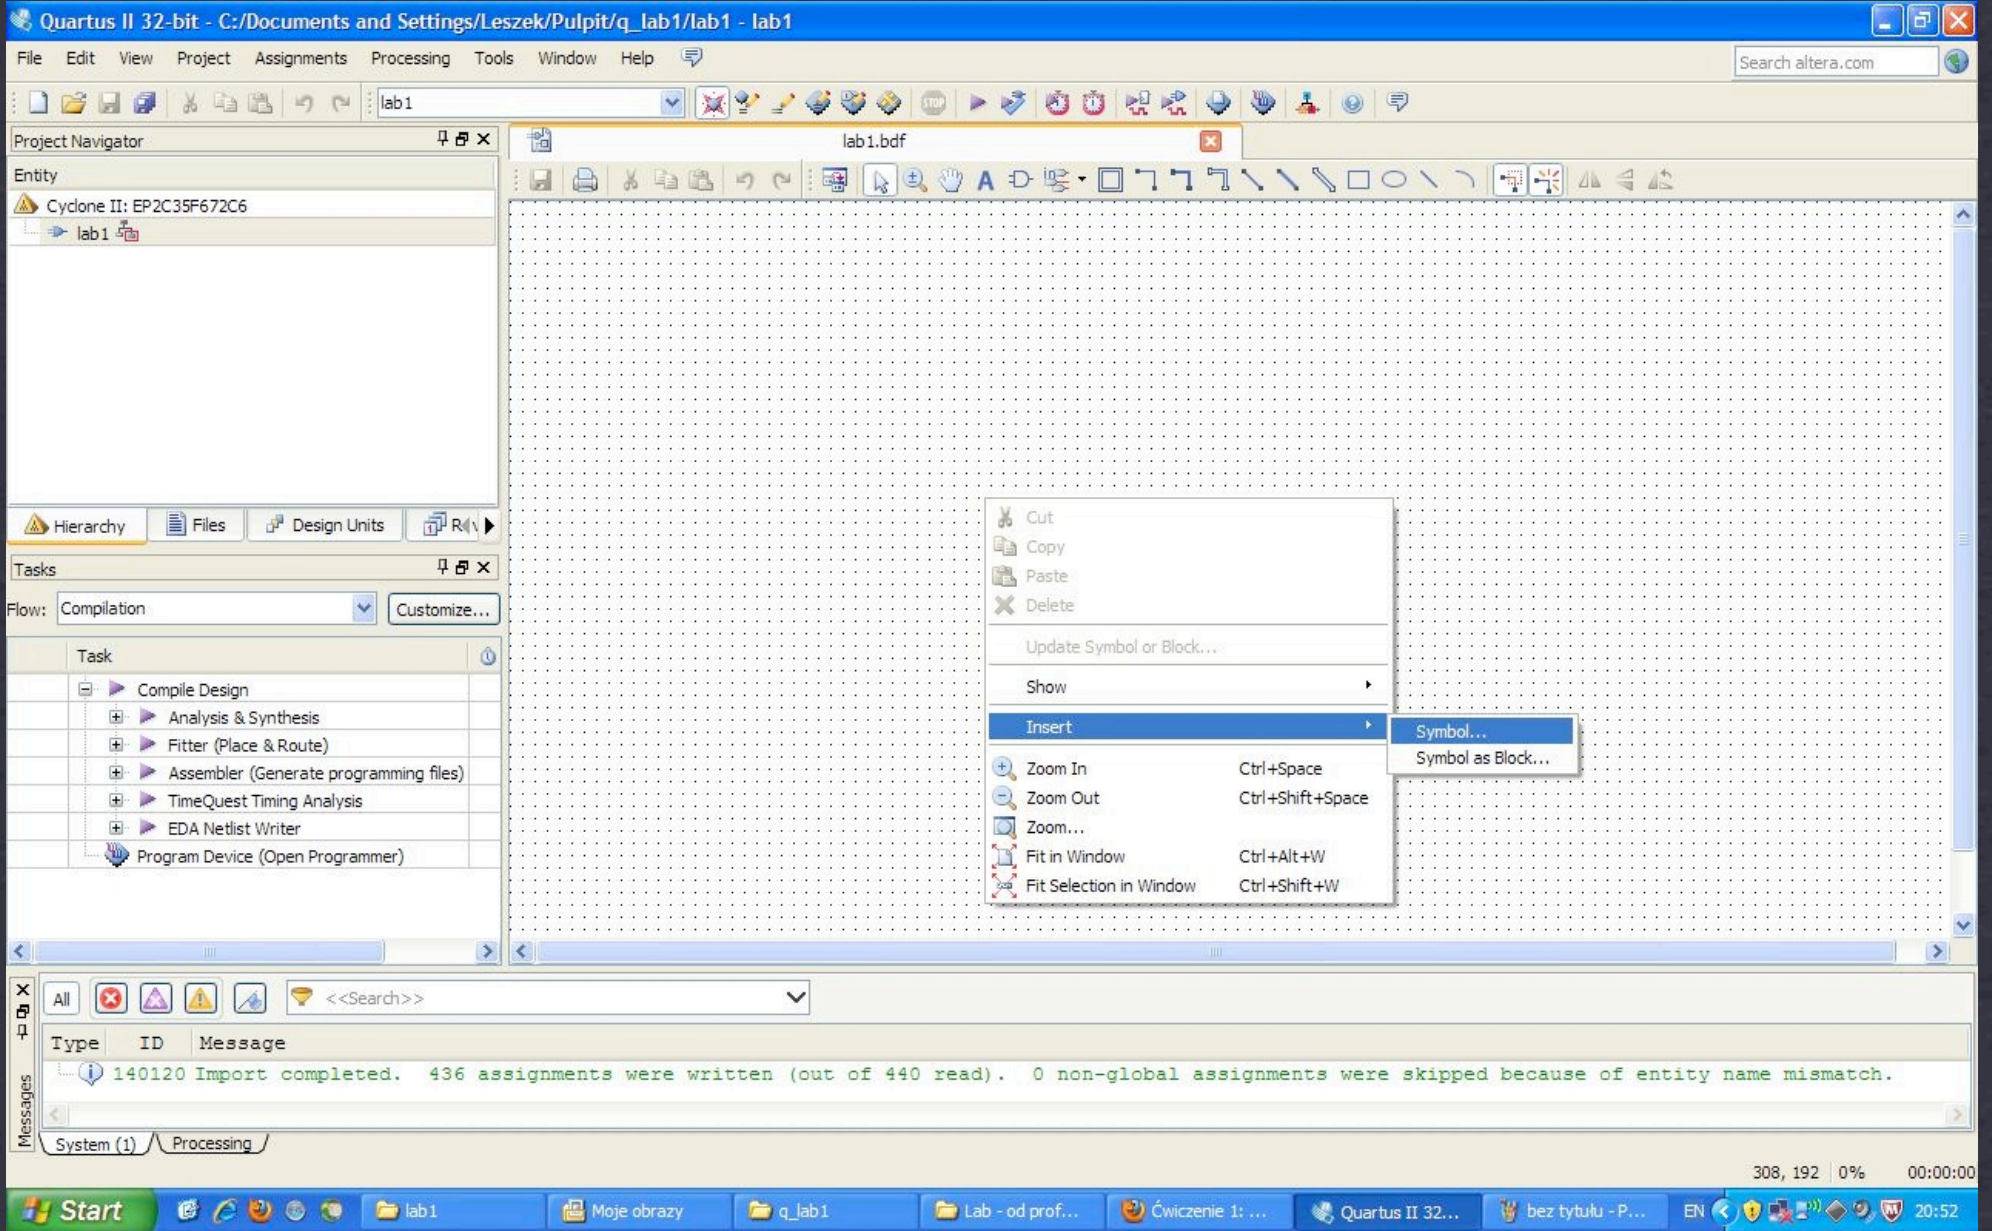 Quartus II 32-bit - C:/Documents and Settings/Leszek/Pulpit/q_lab1/lab1 - lab1
File Edit View Project Assignments Processing Tools Window Help
Search altera.com
lab1
STOP
Project Navigator
lab1.bdf
Entity
A
Cyclone II: EP2C35F672C6
lab1
Hierarchy Files Design Units
Tasks
Flow: Compilation Customize...
Task
Compile Design
Analysis & Synthesis
Fitter (Place & Route)
Assembler (Generate programming files)
TimeQuest Timing Analysis
EDA Netlist Writer
Program Device (Open Programmer)
Cut
Copy
Paste
Delete
Update Symbol or Block...
Show
Insert
Symbol...
Symbol as Block...
Zoom In Ctrl+Space
Zoom Out Ctrl+Shift+Space
Zoom...
Fit in Window Ctrl+Alt+W
Fit Selection in Window Ctrl+Shift+W
All <<Search>>
Type ID Message
140120 Import completed. 436 assignments were written (out of 440 read). 0 non-global assignments were skipped because of entity name mismatch.
Messages
System (1) Processing
308, 192 0% 00:00:00
Start lab1 Moje obrazy q_lab1 Lab - od prof... Ćwiczenie 1: ... Quartus II 32... bez tytułu - P... EN 20:52